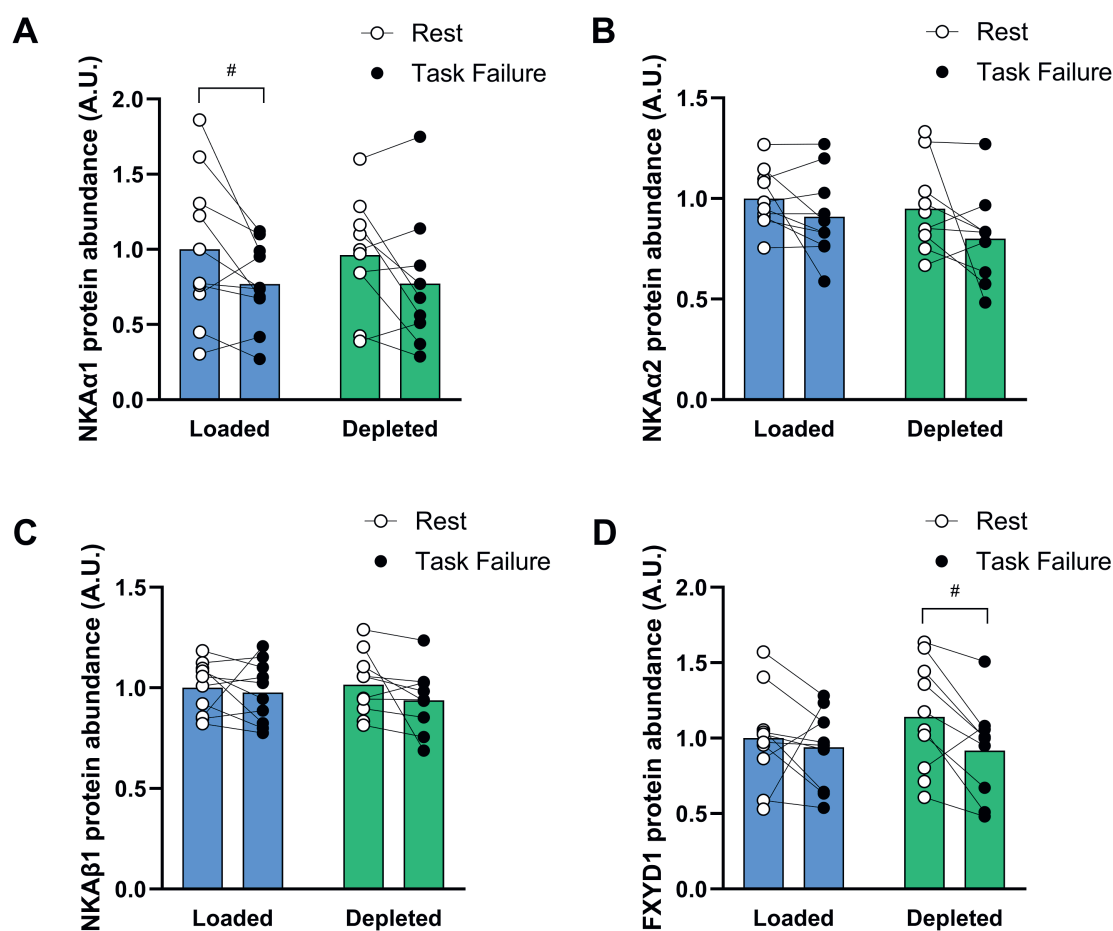 A
Rest
Task Failure
NKAα1 protein abundance (A.U.)
#
2.0
1.5
1.0
0.5
0.0
Loaded
Depleted
B
Rest
Task Failure
NKAα2 protein abundance (A.U.)
1.5
1.0
0.5
0.0
Loaded
Depleted
C
Rest
Task Failure
NKAβ1 protein abundance (A.U.)
1.5
1.0
0.5
0.0
Loaded
Depleted
D
Rest
Task Failure
FXYD1 protein abundance (A.U.)
#
2.0
1.5
1.0
0.5
0.0
Loaded
Depleted